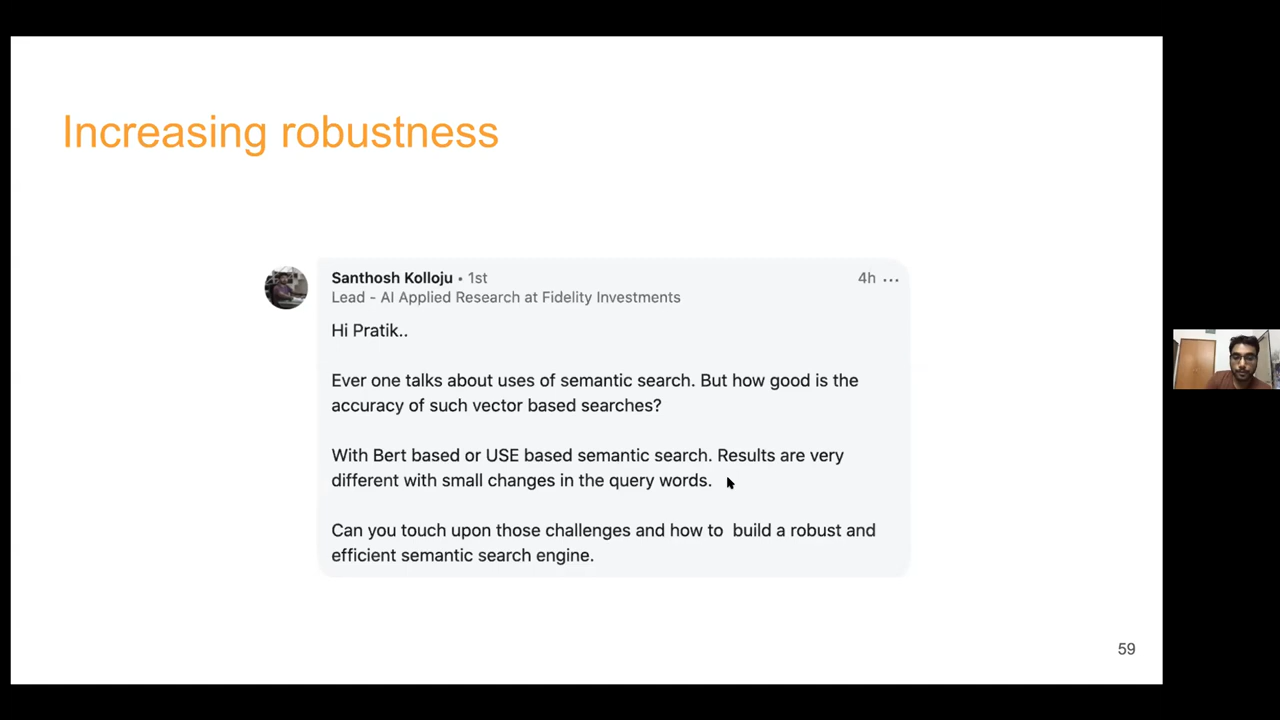 Increasing robustness
Santhosh Kolloju • 1st
4h ...
Lead - AI Applied Research at Fidelity Investments
Hi Pratik..
Ever one talks about uses of semantic search. But how good is the
accuracy of such vector based searches?
With Bert based or USE based semantic search. Results are very
different with small changes in the query words.
Can you touch upon those challenges and how to  build a robust and
efficient semantic search engine.
59